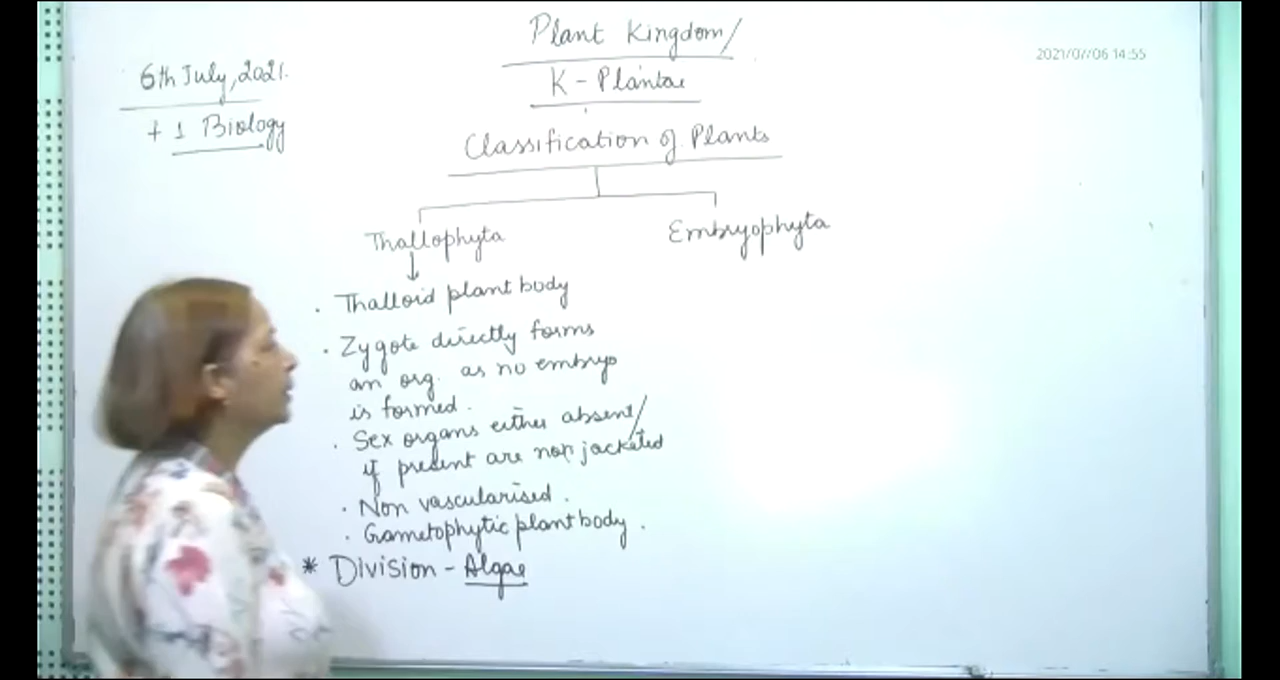 Plant Kingdom/
K - Plantae
6th July, 2021.
+ 1 Biology
2021/07/06 14:55
Classification of Plants
Thallophyta
Embryophyta
. Thalloid plant body
. Zygote directly forms
an org. as no embryo
is formed.
. Sex organs either absent/
if present are non jacketed
. Non vascularised.
. Gametophytic plant body.
* Division - Algae